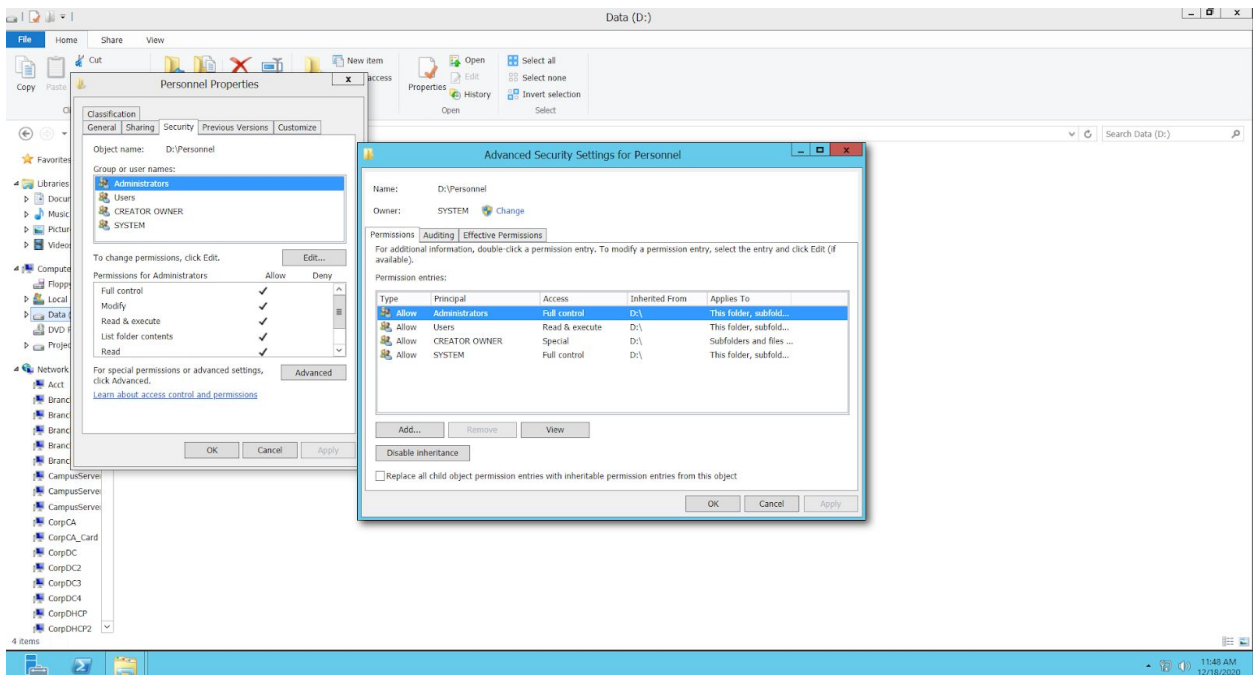 Data (D:)
File Home Share View
Copy
Paste
Cut
New item
access
Properties
Open
Edit
History
Open
Select all
Select none
Invert selection
Select
Search Data (D:)
Favorites
Libraries
Docur
Music
Pictur
Video
Compute
Floppy
Local
Data (
DVD F
Projec
Network
Acct
Branc
Branc
Branc
Branc
Branc
CampusServer
CampusServer
CampusServer
CorpCA
CorpCA_Card
CorpDC
CorpDC2
CorpDC3
CorpDC4
CorpDHCP
CorpDHCP2
4 items
Personnel Properties
Classification
General Sharing Security Previous Versions Customize
Object name: D:\Personnel
Group or user names:
Administrators
Users
CREATOR OWNER
SYSTEM
To change permissions, click Edit. Edit...
Permissions for Administrators Allow Deny
Full control
Modify
Read & execute
List folder contents
Read
For special permissions or advanced settings,
click Advanced.
Advanced
Learn about access control and permissions
OK Cancel Apply
Advanced Security Settings for Personnel
Name: D:\Personnel
Owner: SYSTEM Change
Permissions Auditing Effective Permissions
For additional information, double-click a permission entry. To modify a permission entry, select the entry and click Edit (if
available).
Permission entries:
Type Principal Access Inherited From Applies To
Allow Administrators Full control D:\ This folder, subfold...
Allow Users Read & execute D:\ This folder, subfold...
Allow CREATOR OWNER Special D:\ Subfolders and files ...
Allow SYSTEM Full control D:\ This folder, subfold...
Add... Remove View
Disable inheritance
Replace all child object permission entries with inheritable permission entries from this object
OK Cancel Apply
11:48 AM
12/18/2020